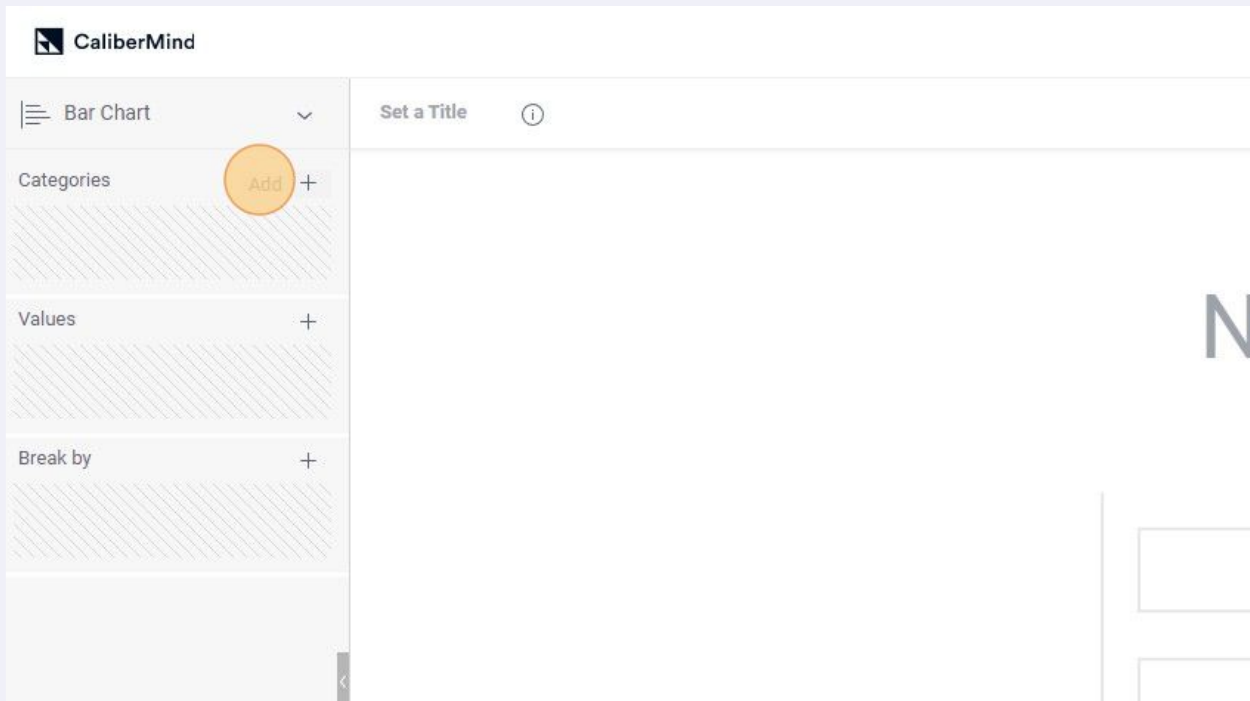 CaliberMind
Bar Chart
Set a Title
Categories
Add
Values
N
Break by